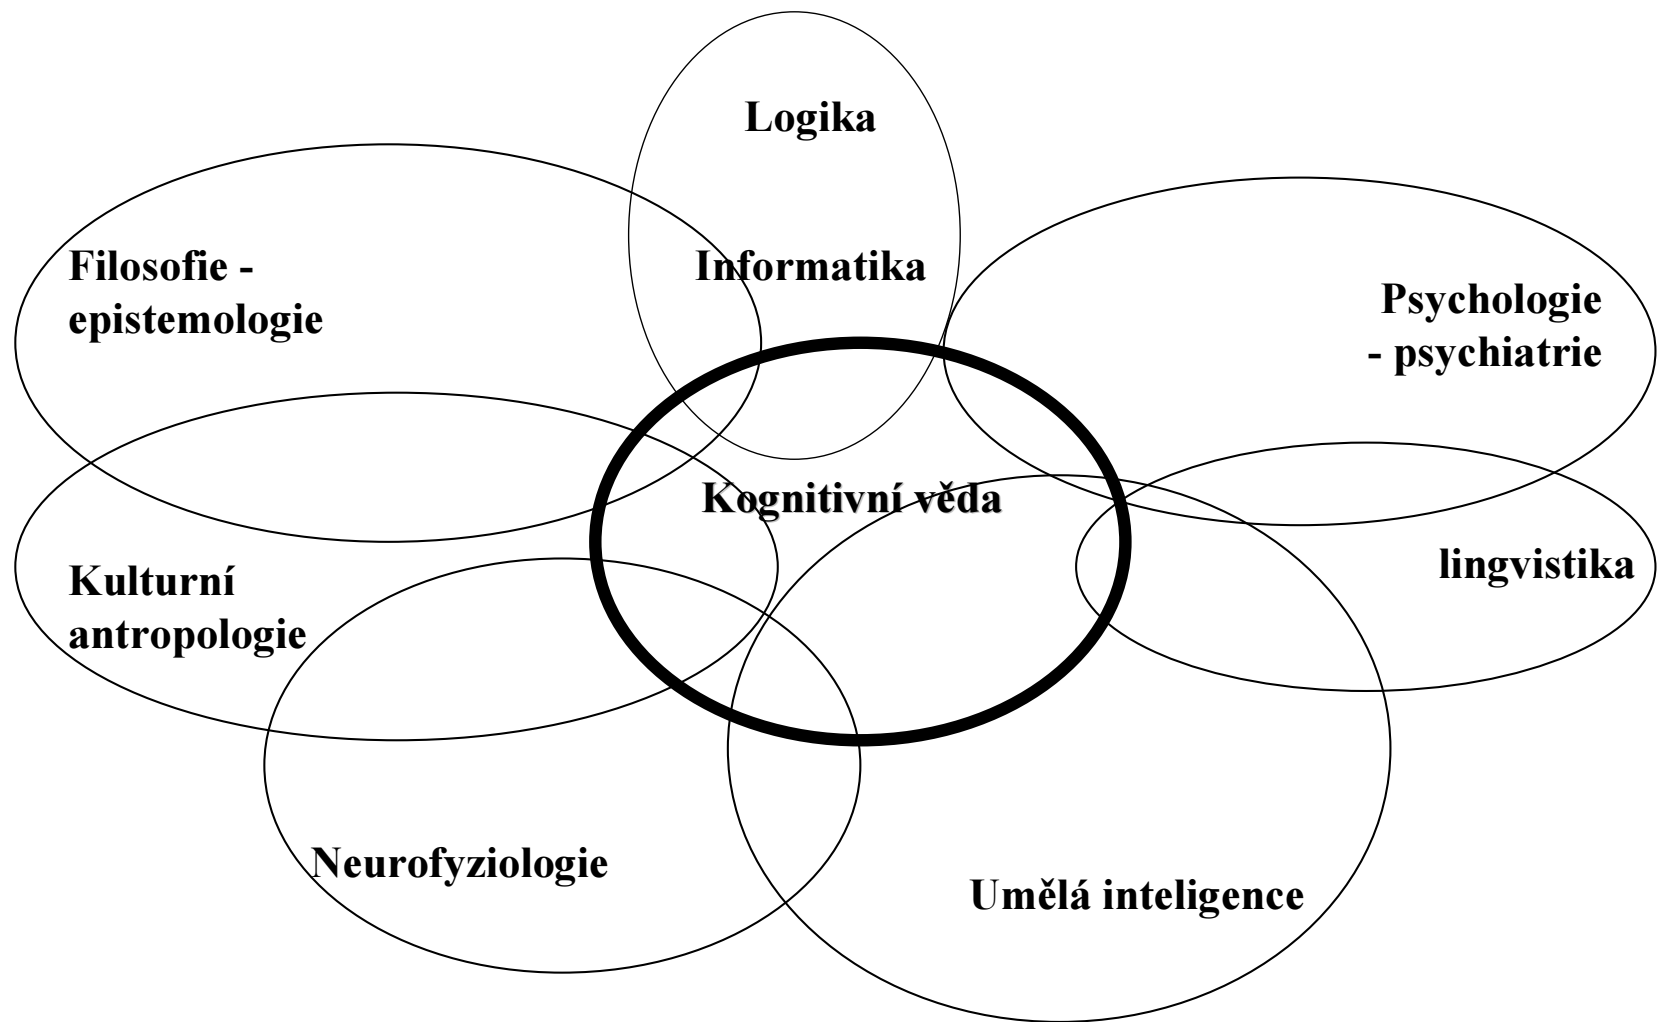 Logika
Filosofie -
epistemologie
Informatika
Psychologie
- psychiatrie
Kognitivní věda
Kulturní
antropologie
lingvistika
Neurofyziologie
Umělá inteligence